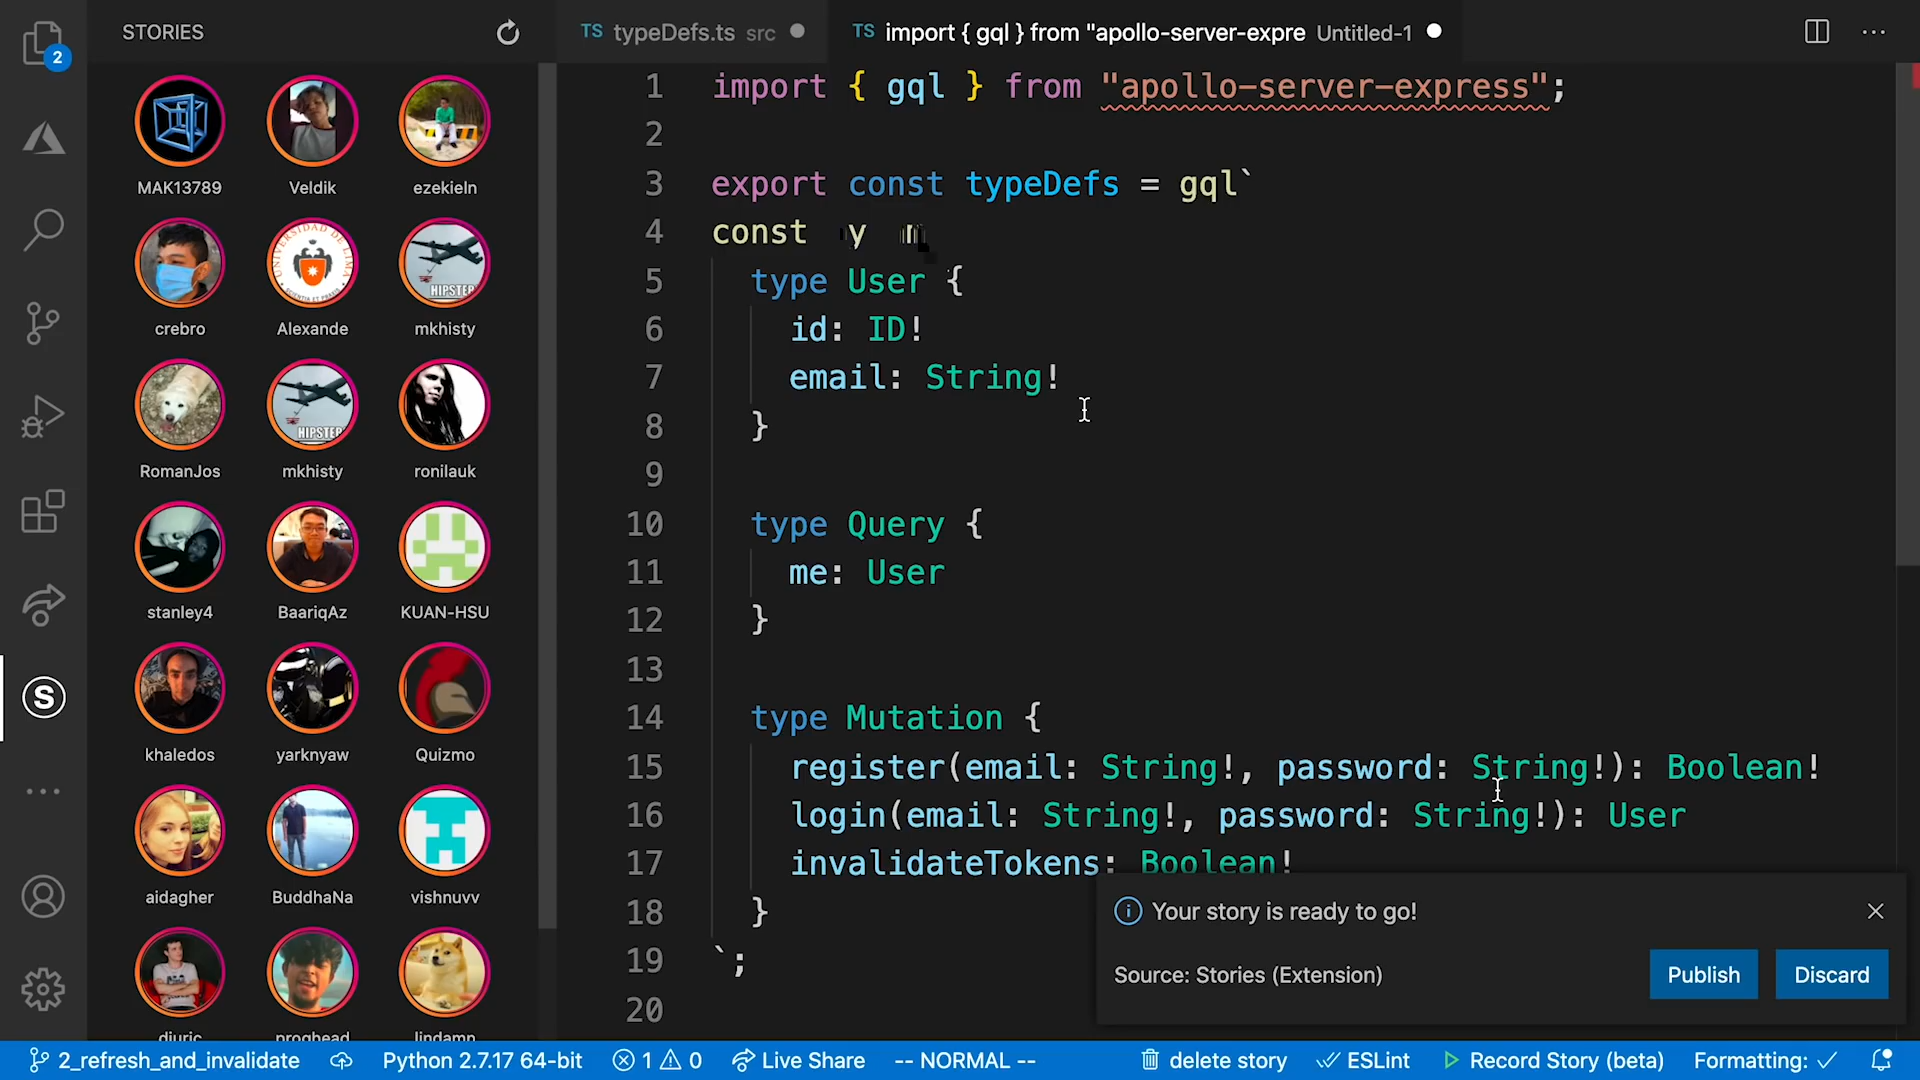 2
STORIES
MAK13789 Veldik ezekieln
crebro Alexande mkhisty
HIPSTER
RomanJos mkhisty ronilauk
HIPSTER
stanley4 BaariqAz KUAN-HSU
khaledos yarknyaw Quizmo
aidagher BuddhaNa vishnuvv
djuric proghead lindamp
TS typeDefs.ts src
TS import { gql } from "apollo-server-expre Untitled-1
1 import { gql } from "apollo-server-express";
2
3 export const typeDefs = gql`
4 const
5 type User {
6 id: ID!
7 email: String!
8 }
9
10 type Query {
11 me: User
12 }
13
14 type Mutation {
15 register(email: String!, password: String!): Boolean!
16 login(email: String!, password: String!): User
17 invalidateTokens: Boolean!
18 }
19 `;
20
Your story is ready to go!
Source: Stories (Extension)
Publish Discard
2_refresh_and_invalidate Python 2.7.17 64-bit 1 0 Live Share -- NORMAL -- delete story ESLint Record Story (beta) Formatting: ✓